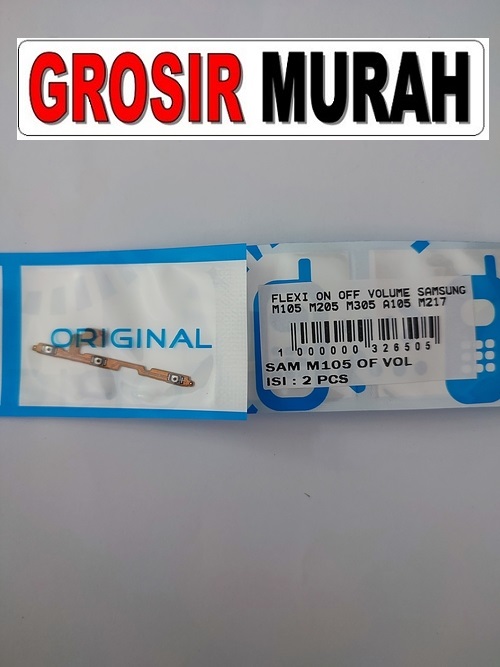 GROSIR MURAH
ORIGINAL
FLEXI ON OFF VOLUME SAMSUNG
M105 M205 M305 A105 M217
1 000000 326505
SAM M105 OF VOL
ISI : 2 PCS